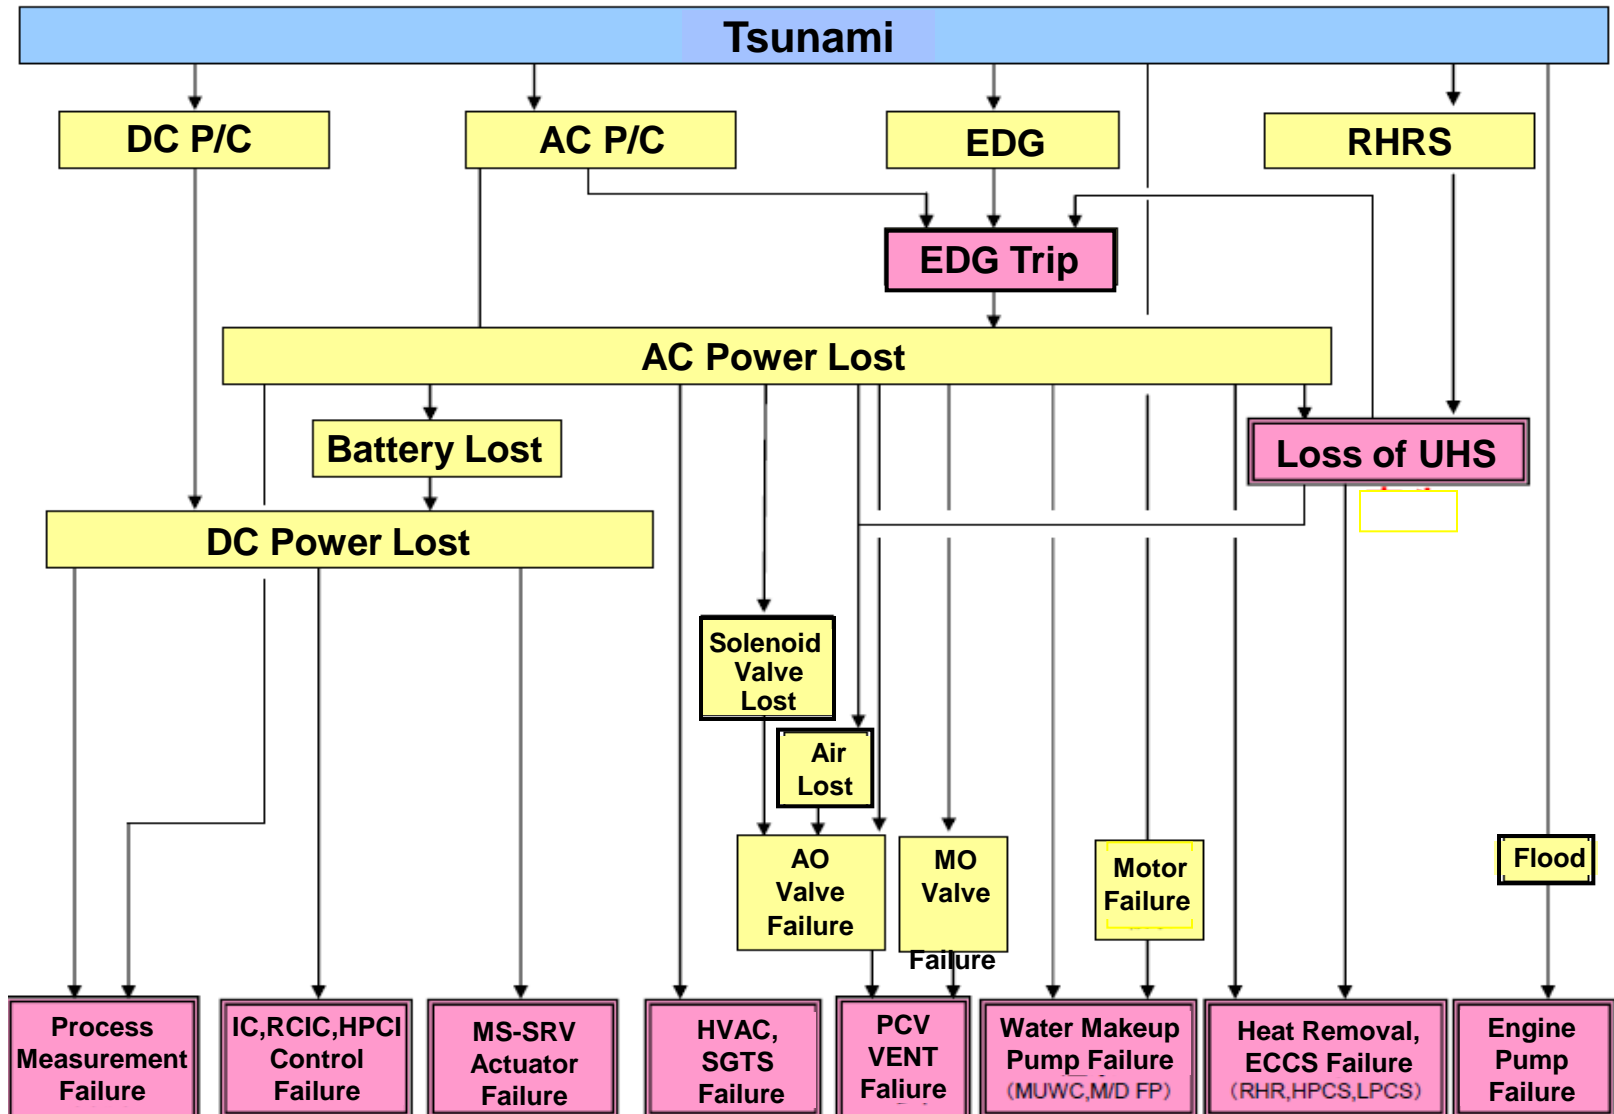 Tsunami
DC P/C
AC P/C
EDG
RHRS
EDG Trip
AC Power Lost
Battery Lost
Loss of UHS
DC Power Lost
Solenoid
Valve
Lost
Air
Lost
AO
Valve
Failure
MO
Valve
Failure
Motor
Failure
Flood
Process
Measurement
Failure
IC,RCIC,HPCI
Control
Failure
MS-SRV
Actuator
Failure
HVAC,
SGTS
Failure
PCV
VENT
Faliure
Water Makeup
Pump Failure
(MUWC,M/D FP)
Heat Removal,
ECCS Failure
(RHR,HPCS,LPCS)
Engine
Pump
Failure